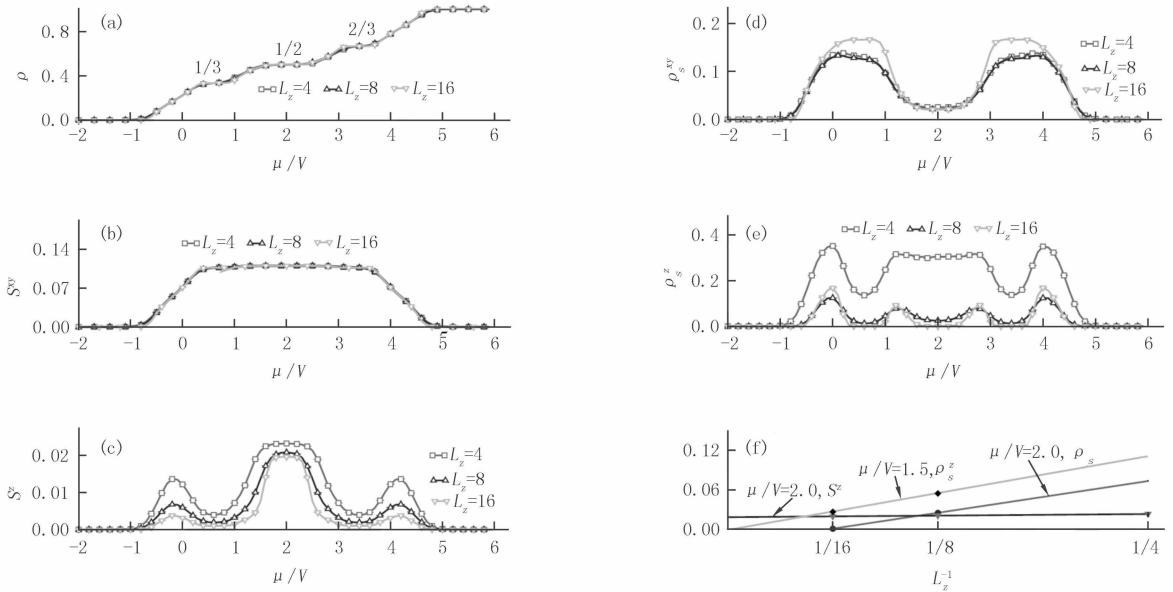 (a)
ρ
0.8
0.4
0.0
1/3
1/2
2/3
L_z=4 L_z=8 L_z=16
-2 -1 0 1 2 3 4 5 6
μ/V
(b)
S^{xy}
0.14
0.07
0.00
L_z=4 L_z=8 L_z=16
-2 -1 0 1 2 3 4 5 6
μ/V
(c)
S^z
0.02
0.01
0.00
L_z=4
L_z=8
L_z=16
-2 -1 0 1 2 3 4 5 6
μ/V
(d)
ρ_s^{xy}
0.2
0.1
0.0
L_z=4
L_z=8
L_z=16
-2 -1 0 1 2 3 4 5 6
μ/V
(e)
ρ_s^z
0.4
0.2
0.0
L_z=4 L_z=8 L_z=16
-2 -1 0 1 2 3 4 5 6
μ/V
(f)
0.12
0.06
0.00
μ/V=2.0, S^z
μ/V=1.5, ρ_s^z
μ/V=2.0, ρ_s
1/16 1/8 1/4
L_z^{-1}